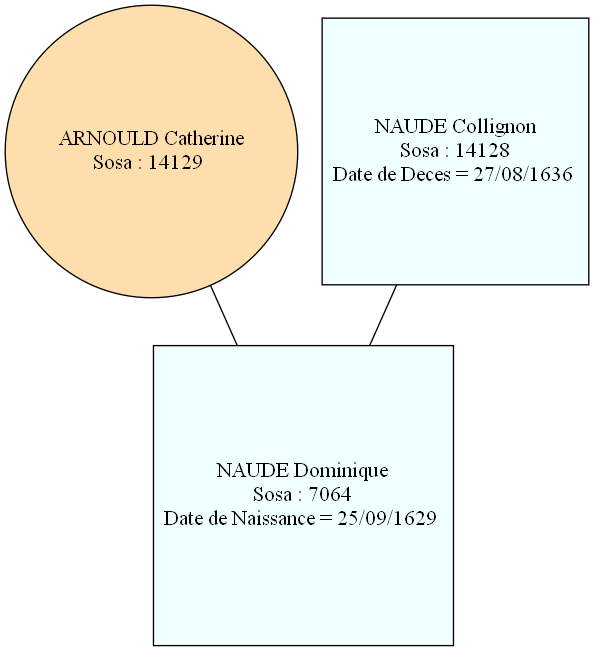 ARNOULD Catherine
Sosa : 14129
NAUDE Collignon
Sosa : 14128
Date de Deces = 27/08/1636
NAUDE Dominique
Sosa : 7064
Date de Naissance = 25/09/1629